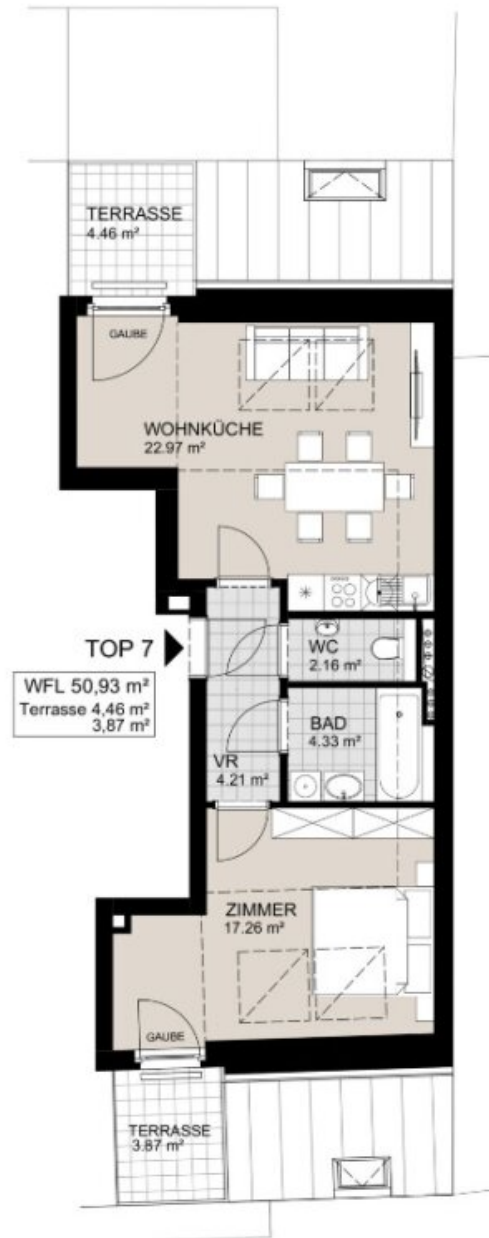 TERRASSE
4.46 m²
GAUBE
WOHNKÜCHE
22.97 m²
TOP 7
WFL 50,93 m²
Terrasse 4,46 m²
3,87 m²
WC
2.16 m²
BAD
4.33 m²
VR
4.21 m²
ZIMMER
17.26 m²
GAUBE
TERRASSE
3.87 m²